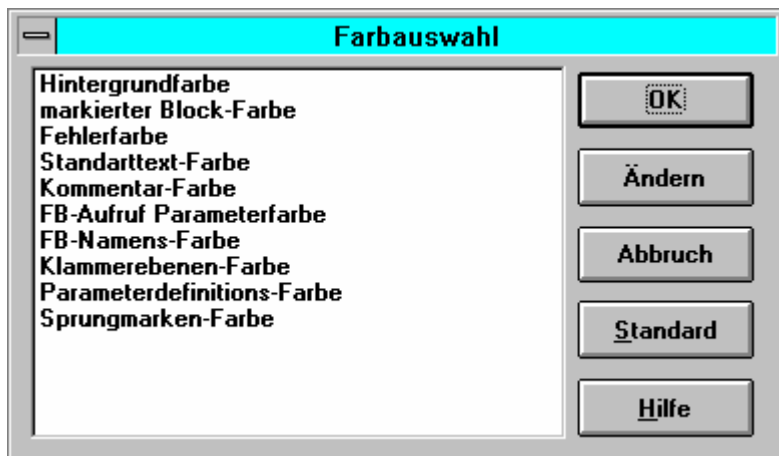 Farbauswahl
Hintergrundfarbe
markierter Block-Farbe
Fehlerfarbe
Standarttext-Farbe
Kommentar-Farbe
FB-Aufruf Parameterfarbe
FB-Namens-Farbe
Klammerebenen-Farbe
Parameterdefinitions-Farbe
Sprungmarken-Farbe
OK
Ändern
Abbruch
Standard
Hilfe